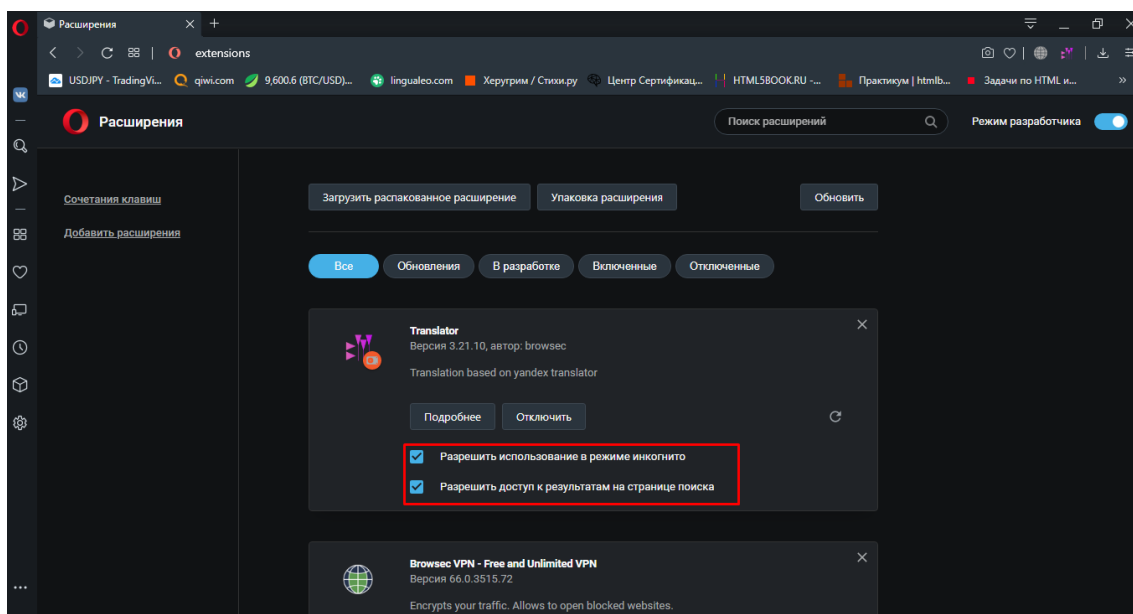 Расширения
extensions
USDJPY - TradingVi... qiwi.com 9,600.6 (BTC/USD)... lingualeo.com Херугрим / Стихи.ру Центр Сертификац... HTML5BOOK.RU -... Практикум | htmlb... Задачи по HTML и...
Расширения Поиск расширений Режим разработчика
Сочетания клавиш
Добавить расширения
Загрузить распакованное расширение Упаковка расширения Обновить
Все Обновления В разработке Включенные Отключенные
Translator
Версия 3.21.10, автор: browsec
Translation based on yandex translator
Подробнее Отключить
Разрешить использование в режиме инкогнито
Разрешить доступ к результатам на странице поиска
Browsec VPN - Free and Unlimited VPN
Версия 66.0.3515.72
Encrypts your traffic. Allows to open blocked websites.